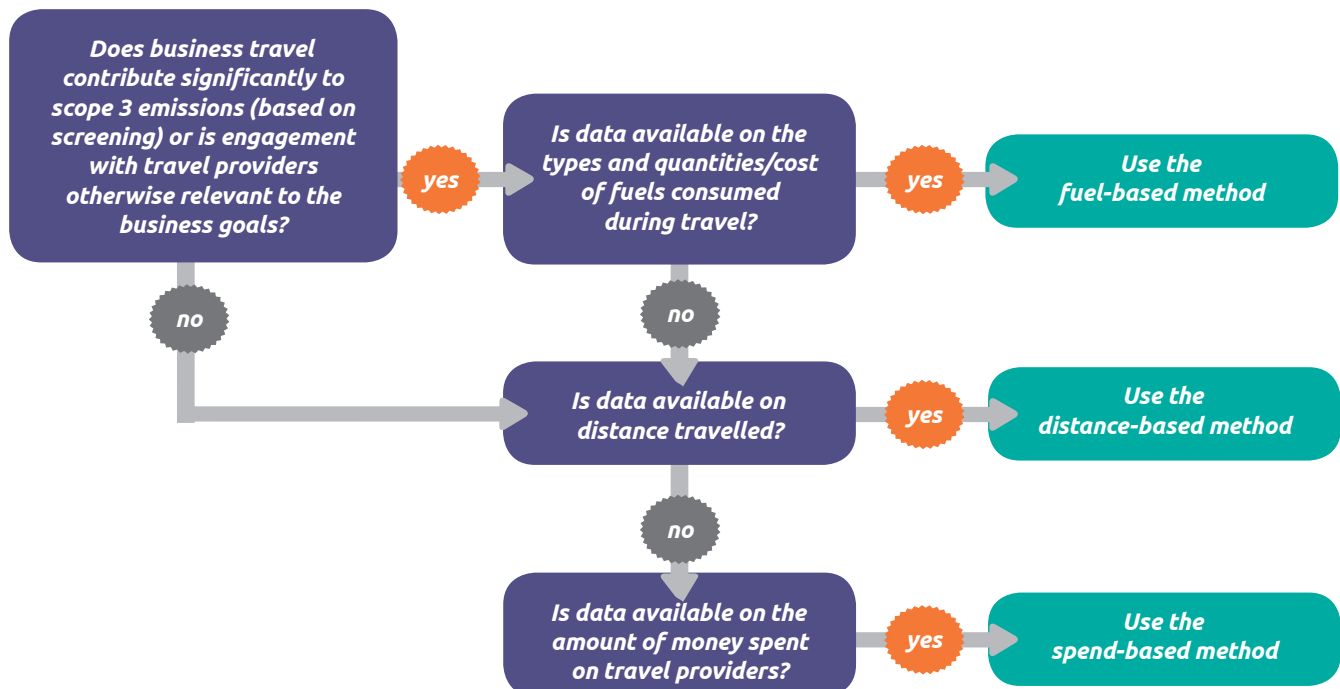 Does business travel
contribute significantly to
scope 3 emissions (based on
screening) or is engagement
with travel providers
otherwise relevant to the
business goals?
yes
Is data available on the
types and quantities/cost
of fuels consumed
during travel?
yes
Use the
fuel-based method
no
no
Is data available on
distance travelled?
yes
Use the
distance-based method
no
Is data available on the
amount of money spent
on travel providers?
yes
Use the
spend-based method